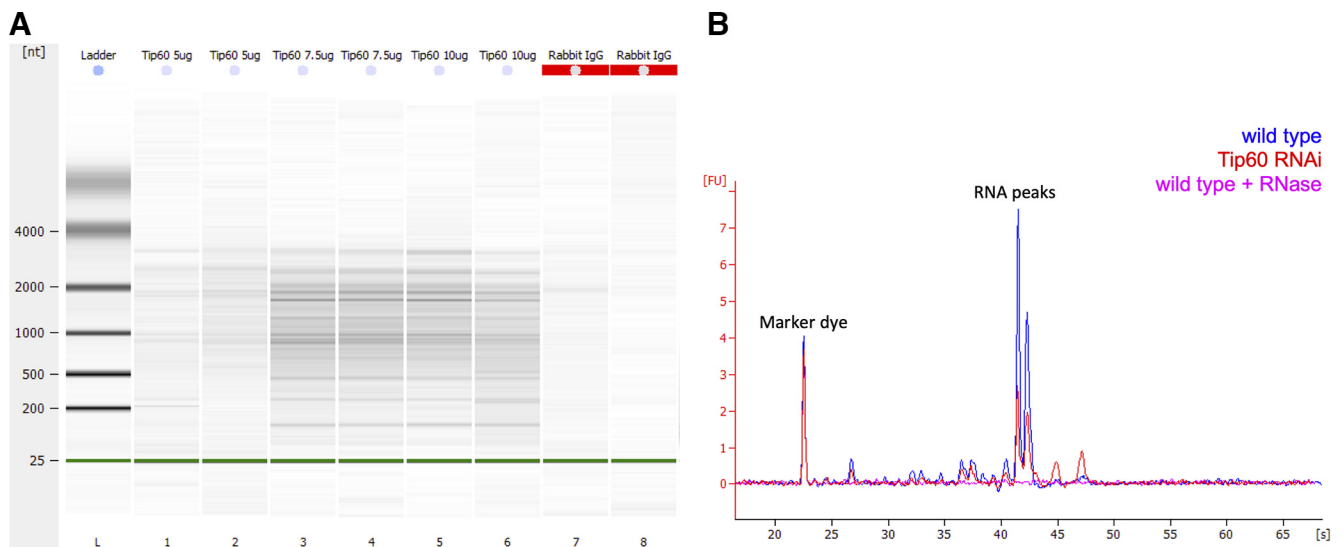 A
[nt]
Ladder
Tip60 5ug
Tip60 5ug
Tip60 7.5ug
Tip60 7.5ug
Tip60 10ug
Tip60 10ug
Rabbit IgG
Rabbit IgG
4000
2000
1000
500
200
25
L
1
2
3
4
5
6
7
8
B
wild type
Tip60 RNAi
wild type + RNase
[FU]
RNA peaks
Marker dye
7
6
5
4
3
2
1
0
20
25
30
35
40
45
50
55
60
65
[s]